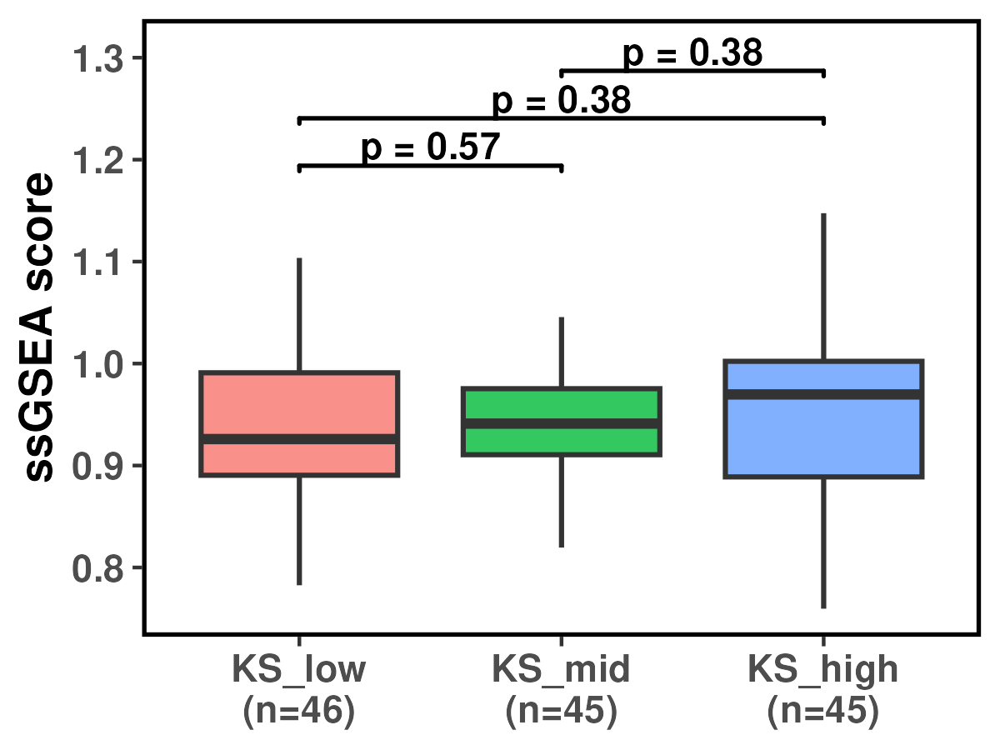 p = 0.38
p = 0.38
p = 0.57
ssGSEA score
1.3
1.2
1.1
1.0
0.9
0.8
KS_low
(n=46)
KS_mid
(n=45)
KS_high
(n=45)